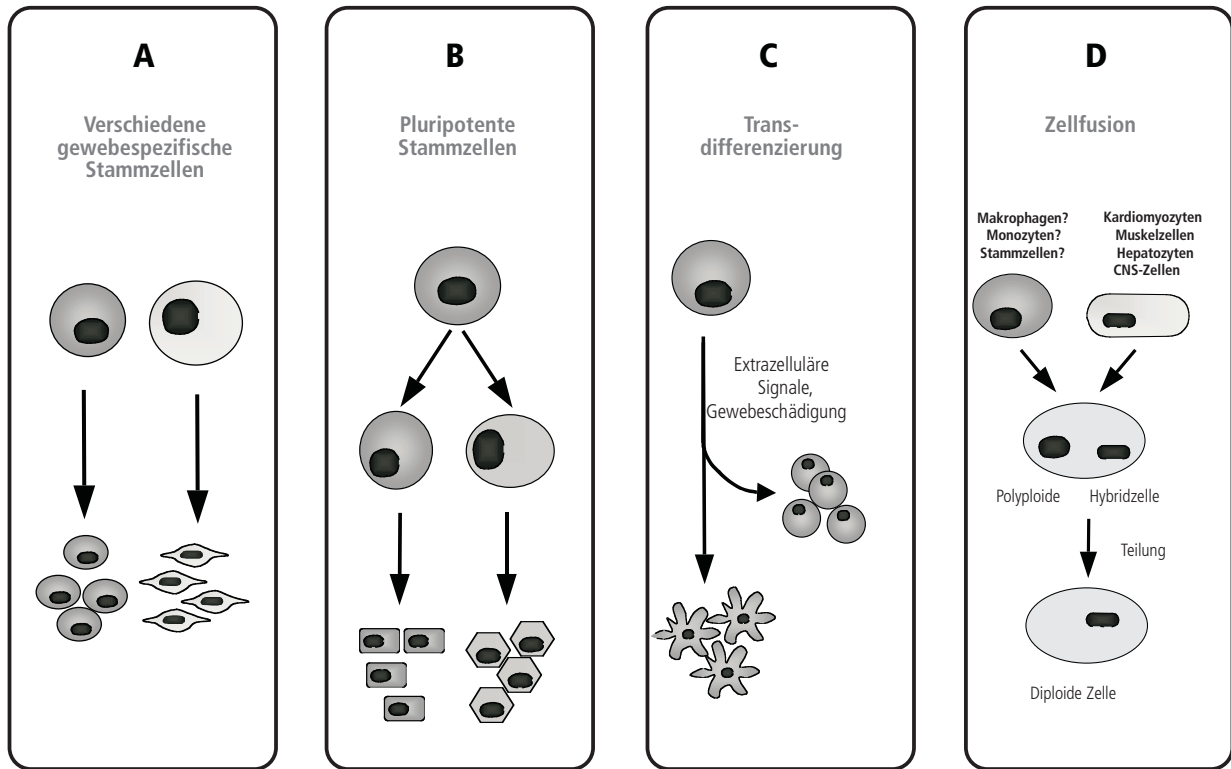 A
Verschiedene
gewebespezifische
Stammzellen
B
Pluripotente
Stammzellen
C
Trans-
differenzierung
Extrazelluläre
Signale,
Gewebeschädigung
D
Zellfusion
Makrophagen?
Monozyten?
Stammzellen?
Kardiomyozyten
Muskelzellen
Hepatozyten
CNS-Zellen
Polyploide Hybridzelle
Teilung
Diploide Zelle